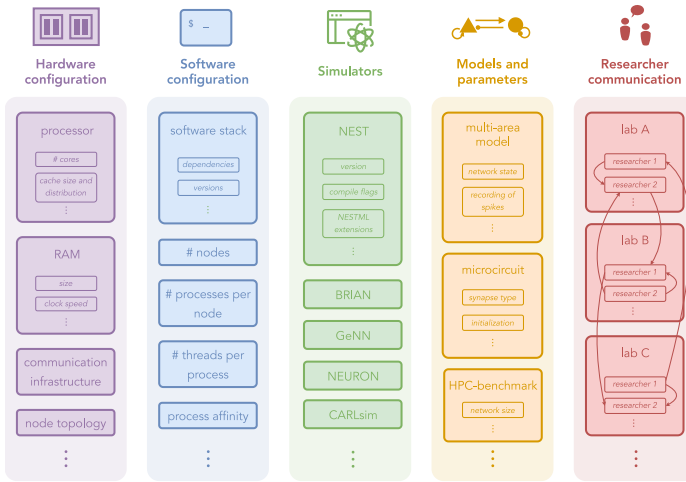 $ _
Hardware
configuration
processor
# cores
cache size and
distribution
⋮
RAM
size
clock speed
⋮
communication
infrastructure
node topology
⋮
Software
configuration
software stack
dependencies
versions
⋮
# nodes
# processes per
node
# threads per
process
process affinity
⋮
Simulators
NEST
version
compile flags
NESTML
extensions
⋮
BRIAN
GeNN
NEURON
CARLsim
⋮
Models and
parameters
multi-area
model
network state
recording of
spikes
⋮
microcircuit
synapse type
initialization
⋮
HPC-benchmark
network size
⋮
⋮
Researcher
communication
lab A
researcher 1
researcher 2
⋮
lab B
researcher 1
researcher 2
⋮
lab C
researcher 1
researcher 2
⋮
⋮